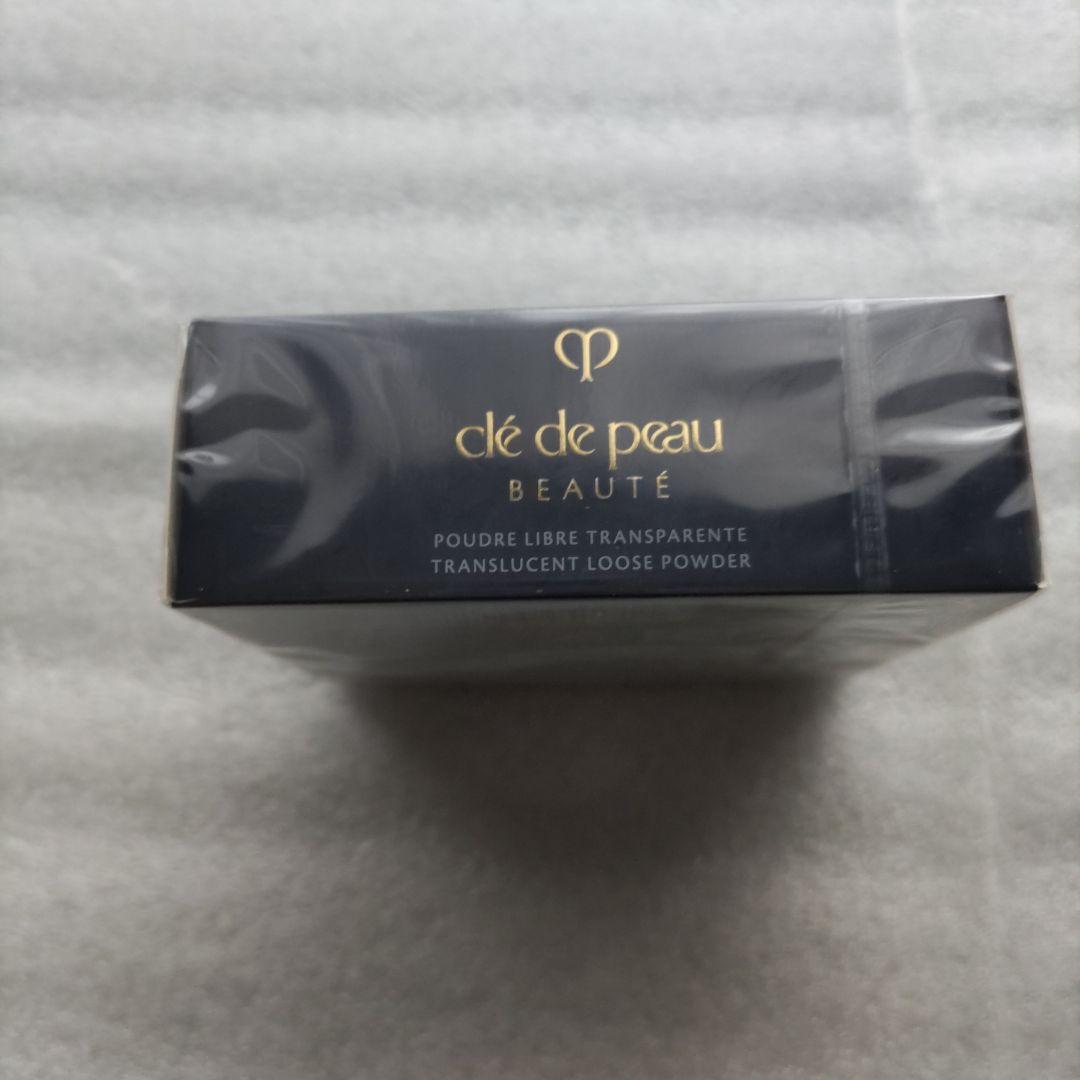 clé de peau
BEAUTÉ
POUDRE LIBRE TRANSPARENTE
TRANSLUCENT LOOSE POWDER